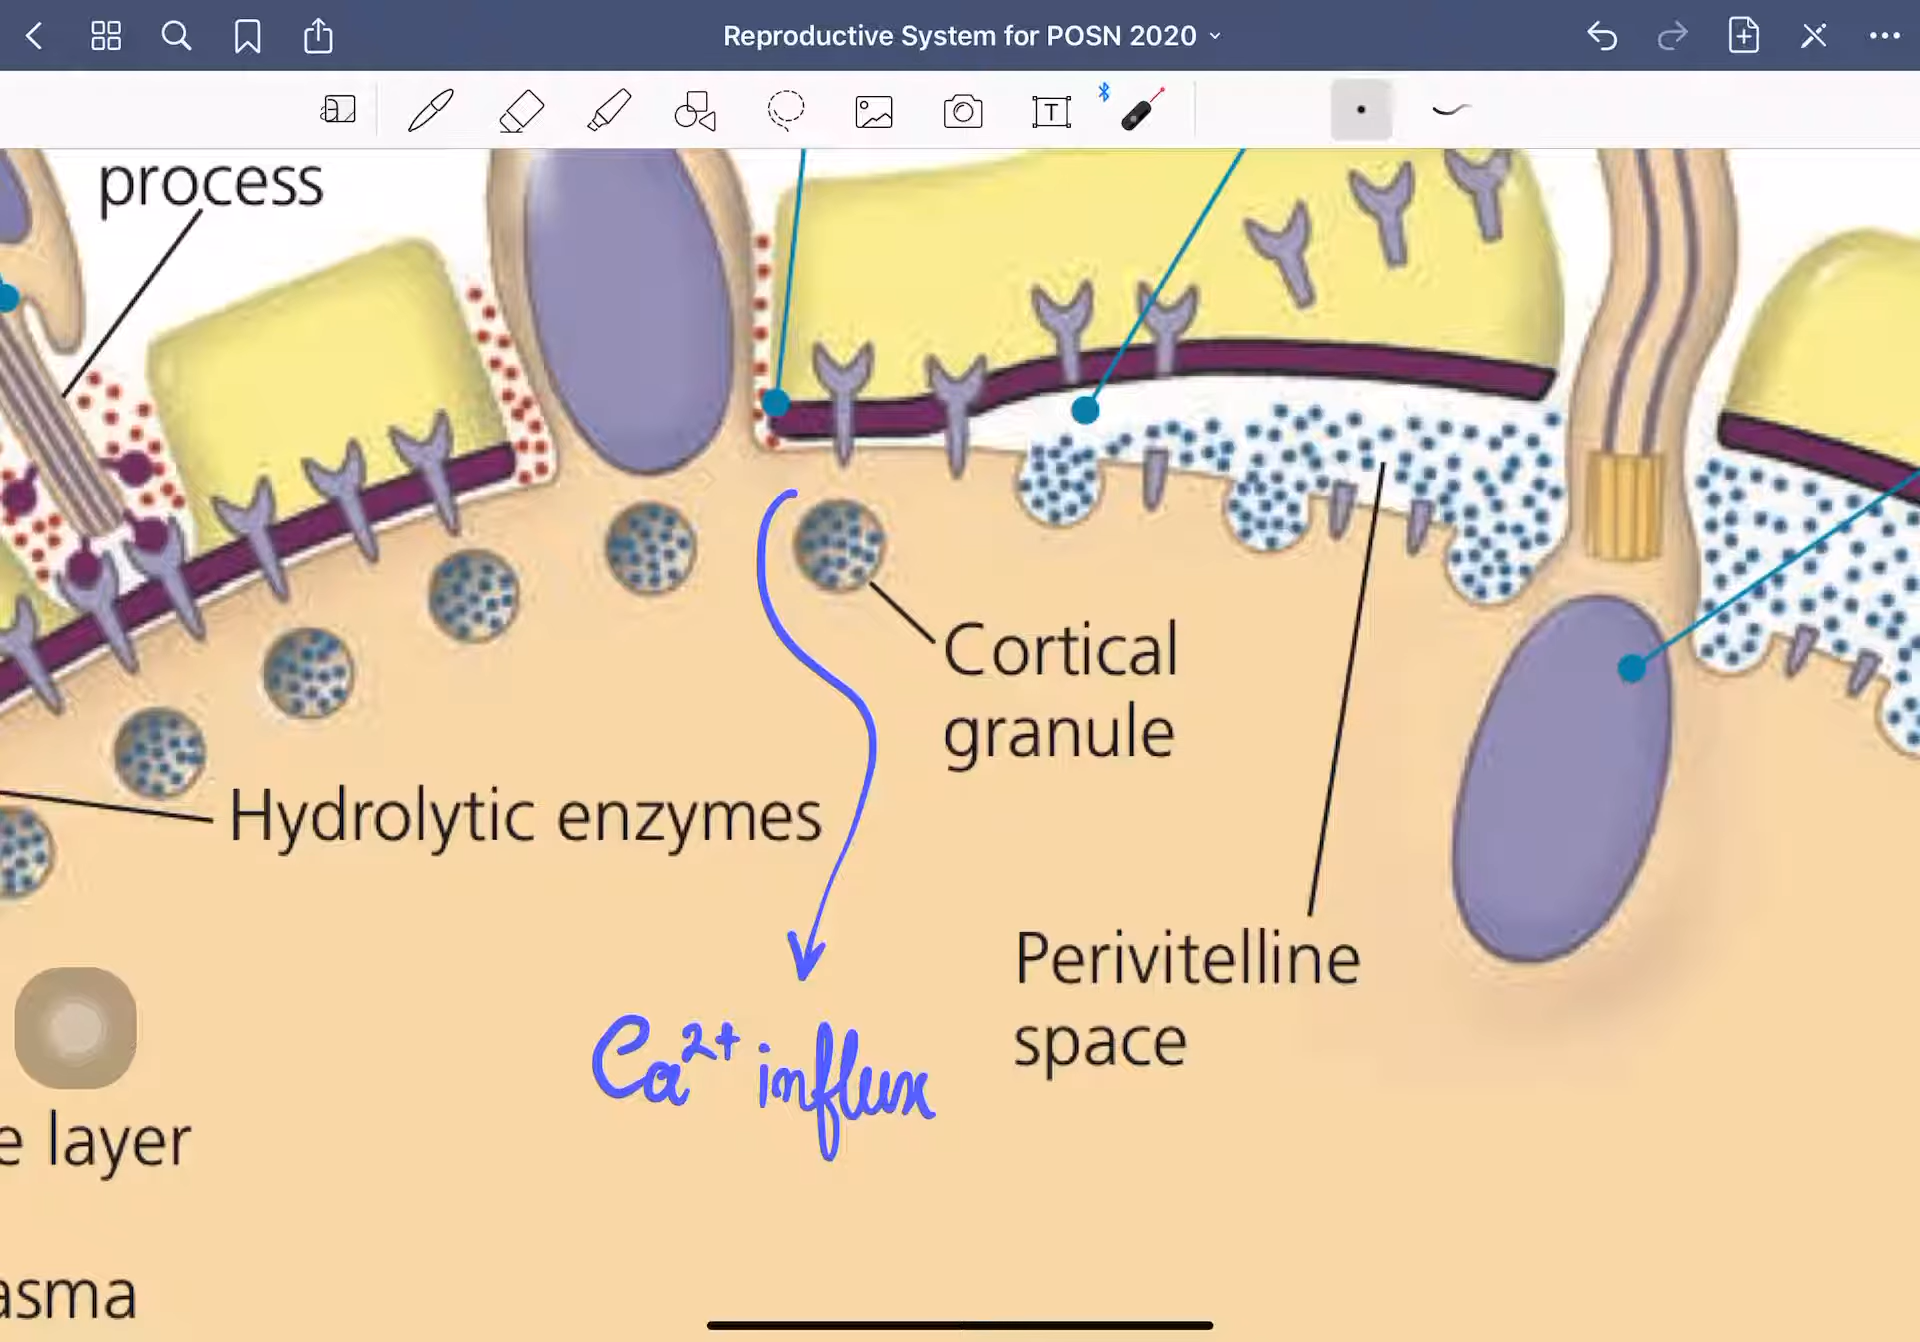 Reproductive System for POSN 2020
T
process
Cortical
granule
Hydrolytic enzymes
Perivitelline
space
Ca²⁺ influx
e layer
asma